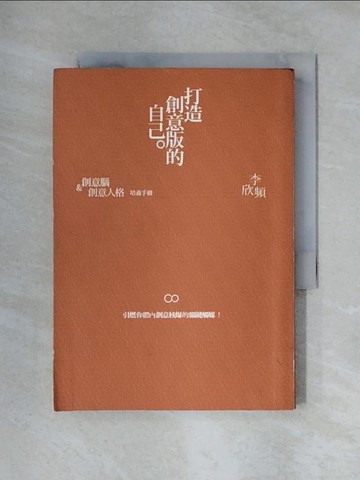 打造
創意版的
自己。
李
欣頻
創意腦
&創意人格 培養手冊
引爆你體內創意核爆的關鍵觸媒！